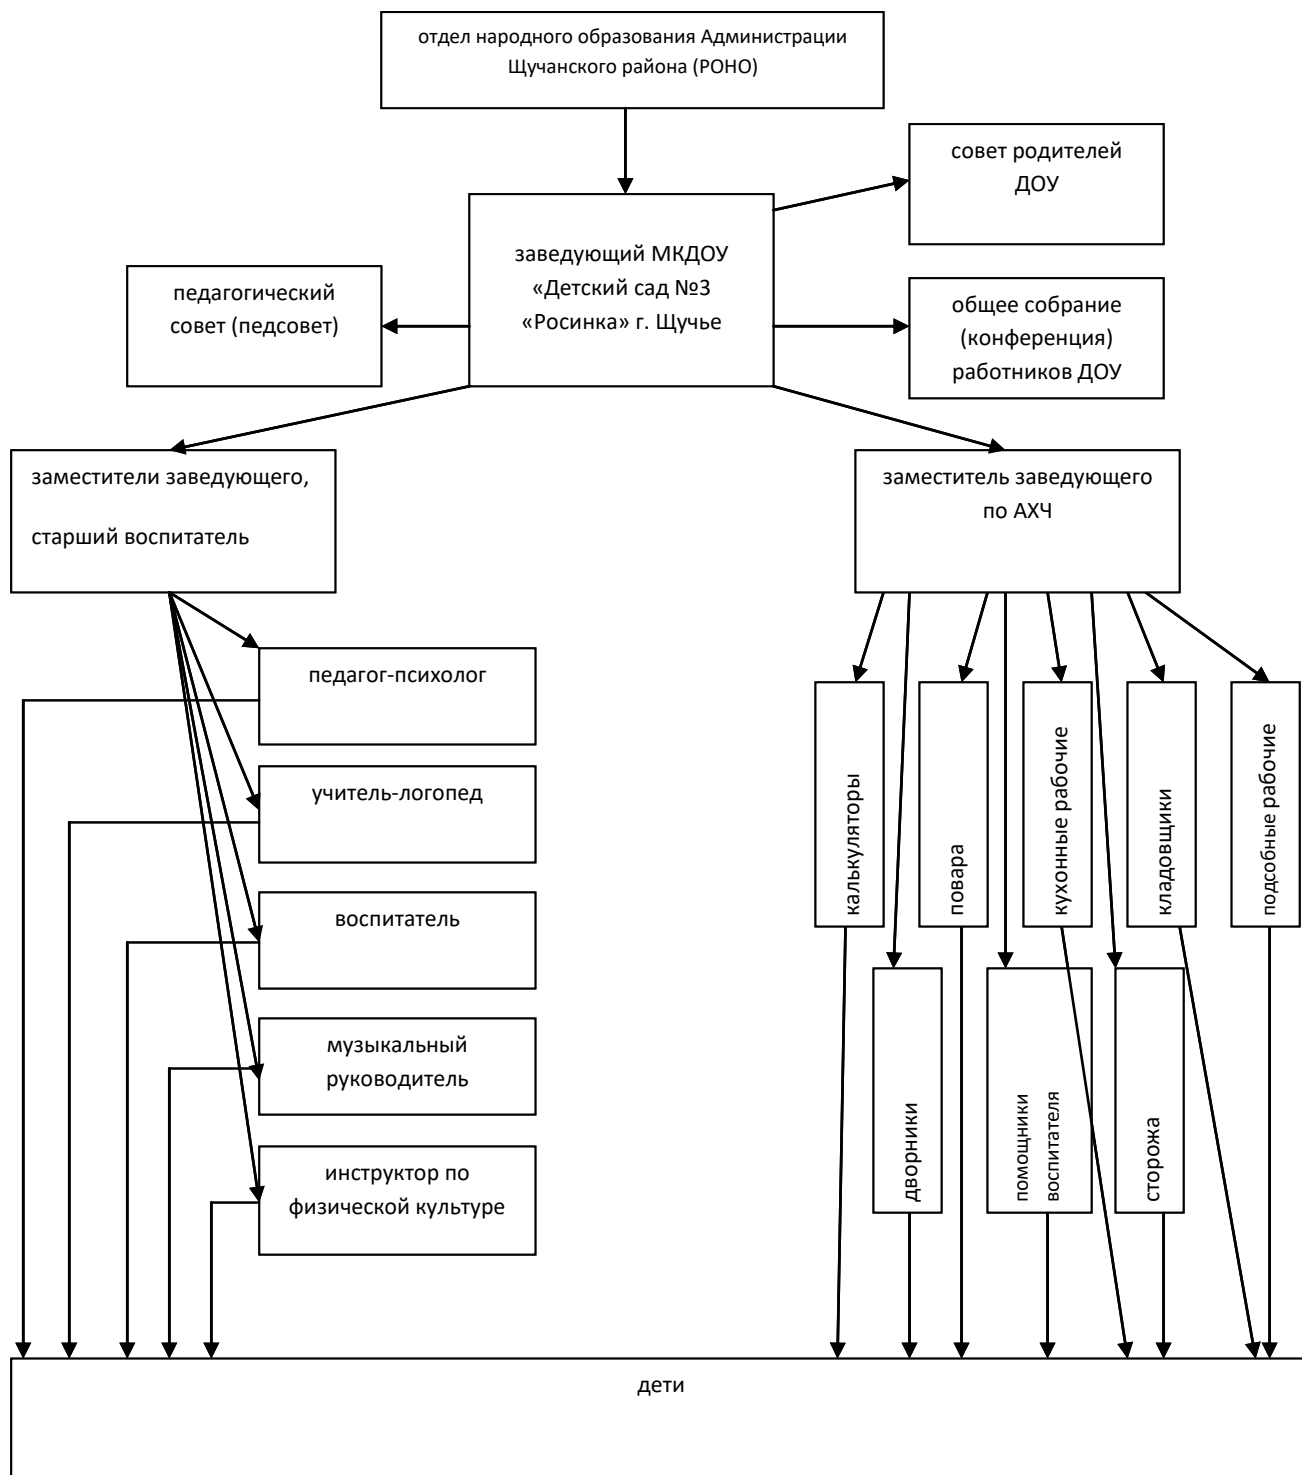 отдел народного образования Администрации
Щучанского района (РОНО)
совет родителей
ДОУ
заведующий МКДОУ
«Детский сад №3
«Росинка» г. Щучье
педагогический
совет (педсовет)
общее собрание
(конференция)
работников ДОУ
заместители заведующего,
старший воспитатель
заместитель заведующего
по АХЧ
педагог-психолог
учитель-логопед
воспитатель
музыкальный
руководитель
инструктор по
физической культуре
калькуляторы
повара
кухонные рабочие
кладовщики
подсобные рабочие
дворники
помощники
воспитателя
сторожа
дети